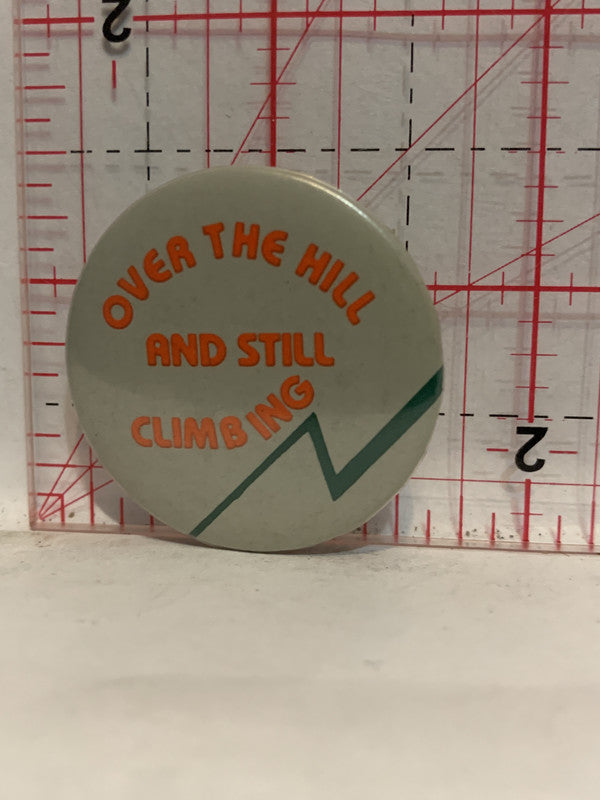 2
OVER THE HILL
AND STILL
CLIMBING
2